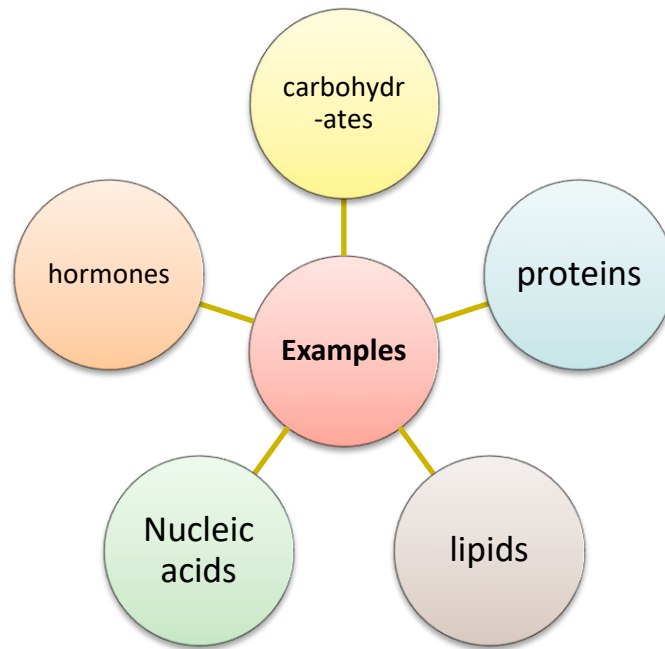 carbohydr
-ates
hormones
proteins
Examples
Nucleic
acids
lipids